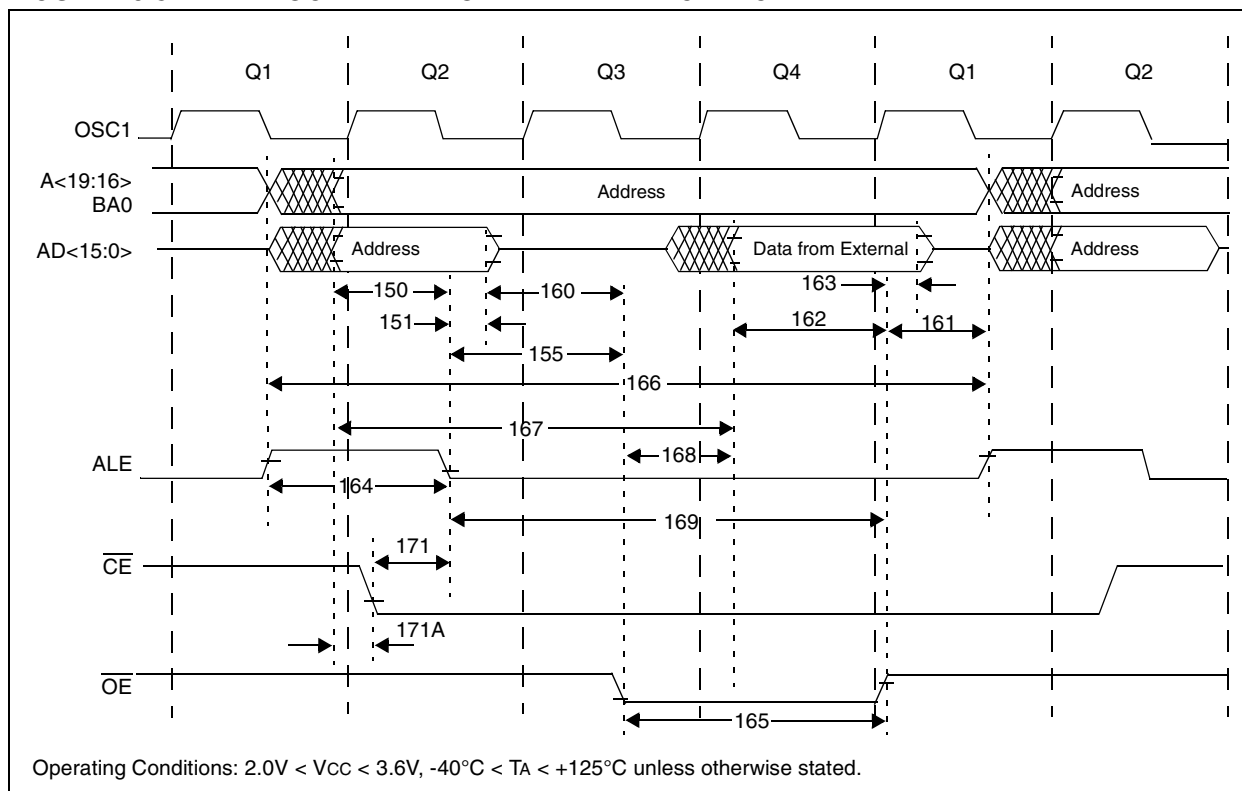 Q1 Q2 Q3 Q4 Q1 Q2
OSC1
A<19:16>
BA0
Address
Address
AD<15:0>
Address
Data from External
Address
150
160
163
151
162
161
155
166
167
ALE
168
164
169
171
CE
171A
OE
165
Operating Conditions: 2.0V < VCC < 3.6V, -40°C < TA < +125°C unless otherwise stated.